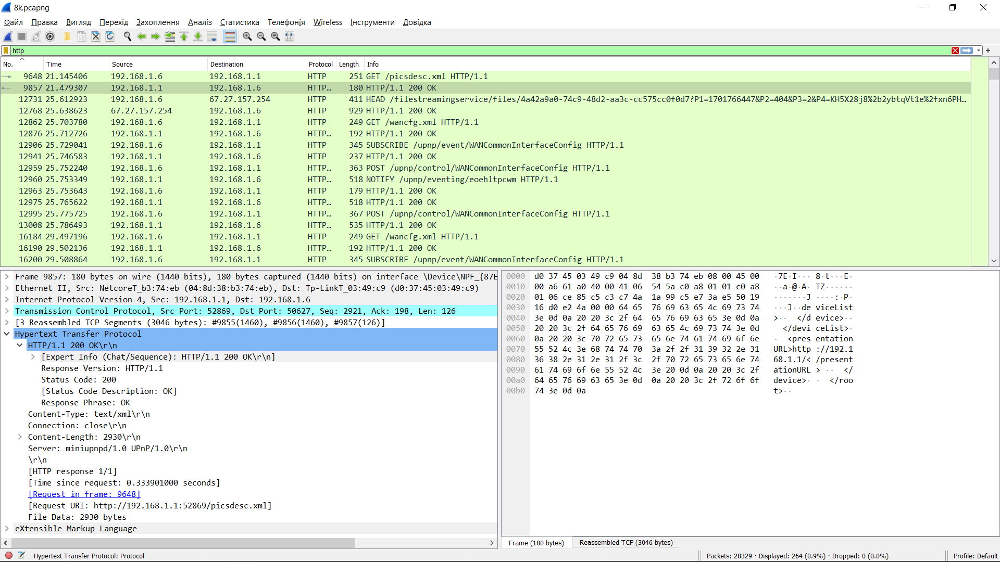 8k.pcapng
Файл Правка Вигляд Перехід Захоплення Аналіз Статистика Телефонія Wireless Інструменти Довідка
http
No. Time Source Destination Protocol Length Info
9648 21.145406 192.168.1.6 192.168.1.1 HTTP 251 GET /picsdesc.xml HTTP/1.1
9857 21.479307 192.168.1.1 192.168.1.6 HTTP… 180 HTTP/1.1 200 OK
12731 25.612923 192.168.1.6 67.27.157.254 HTTP 411 HEAD /filestreamingservice/files/4a42a9a0-74c9-48d2-aa3c-cc575cc0f0d7?P1=1701766447&P2=404&P3=2&P4=KH5X28j8%2b2ybtqVt1e%2fxn6PH…
12768 25.638623 67.27.157.254 192.168.1.6 HTTP 929 HTTP/1.1 200 OK
12862 25.703780 192.168.1.6 192.168.1.1 HTTP 249 GET /wancfg.xml HTTP/1.1
12876 25.712726 192.168.1.1 192.168.1.6 HTTP… 192 HTTP/1.1 200 OK
12906 25.729041 192.168.1.6 192.168.1.1 HTTP 345 SUBSCRIBE /upnp/event/WANCommonInterfaceConfig HTTP/1.1
12941 25.746583 192.168.1.1 192.168.1.6 HTTP 237 HTTP/1.1 200 OK
12959 25.752240 192.168.1.6 192.168.1.1 HTTP… 363 POST /upnp/control/WANCommonInterfaceConfig HTTP/1.1
12960 25.753349 192.168.1.1 192.168.1.6 HTTP… 518 NOTIFY /upnp/eventing/eoehltpcwm HTTP/1.1
12963 25.753643 192.168.1.6 192.168.1.1 HTTP 179 HTTP/1.1 200 OK
12975 25.765622 192.168.1.1 192.168.1.6 HTTP… 518 HTTP/1.1 200 OK
12995 25.775725 192.168.1.6 192.168.1.1 HTTP… 367 POST /upnp/control/WANCommonInterfaceConfig HTTP/1.1
13008 25.786493 192.168.1.1 192.168.1.6 HTTP… 535 HTTP/1.1 200 OK
16184 29.497196 192.168.1.6 192.168.1.1 HTTP 249 GET /wancfg.xml HTTP/1.1
16190 29.502136 192.168.1.1 192.168.1.6 HTTP… 192 HTTP/1.1 200 OK
16200 29.508864 192.168.1.6 192.168.1.1 HTTP 345 SUBSCRIBE /upnp/event/WANCommonInterfaceConfig HTTP/1.1
Frame 9857: 180 bytes on wire (1440 bits), 180 bytes captured (1440 bits) on interface \Device\NPF_{87E
Ethernet II, Src: NetcoreT_b3:74:eb (04:8d:38:b3:74:eb), Dst: Tp-LinkT_03:49:c9 (d0:37:45:03:49:c9)
Internet Protocol Version 4, Src: 192.168.1.1, Dst: 192.168.1.6
Transmission Control Protocol, Src Port: 52869, Dst Port: 50627, Seq: 2921, Ack: 198, Len: 126
[3 Reassembled TCP Segments (3046 bytes): #9855(1460), #9856(1460), #9857(126)]
Hypertext Transfer Protocol
HTTP/1.1 200 OK\r\n
[Expert Info (Chat/Sequence): HTTP/1.1 200 OK\r\n]
Response Version: HTTP/1.1
Status Code: 200
[Status Code Description: OK]
Response Phrase: OK
Content-Type: text/xml\r\n
Connection: close\r\n
Content-Length: 2930\r\n
Server: miniupnpd/1.0 UPnP/1.0\r\n
\r\n
[HTTP response 1/1]
[Time since request: 0.333901000 seconds]
[Request in frame: 9648]
[Request URI: http://192.168.1.1:52869/picsdesc.xml]
File Data: 2930 bytes
eXtensible Markup Language
0000 d0 37 45 03 49 c9 04 8d 38 b3 74 eb 08 00 45 00 ·7E·I··· 8·t···E·
0010 00 a6 61 a0 40 00 41 06 54 5a c0 a8 01 01 c0 a8 ··a·@·A· TZ······
0020 01 06 ce 85 c5 c3 c7 4a 1a 99 c5 e7 3a e5 50 19 ·······J ····:·P·
0030 16 d0 e2 4a 00 00 64 65 76 69 63 65 4c 69 73 74 ···J··de viceList
0040 3e 0d 0a 20 20 3c 2f 64 65 76 69 63 65 3e 0d 0a >··  </d evice>··
0050 20 20 3c 2f 64 65 76 69 63 65 4c 69 73 74 3e 0d   </devi ceList>·
0060 0a 20 20 3c 70 72 65 73 65 6e 74 61 74 69 6f 6e ·  <pres entation
0070 55 52 4c 3e 68 74 74 70 3a 2f 2f 31 39 32 2e 31 URL>http ://192.1
0080 36 38 2e 31 2e 31 2f 3c 2f 70 72 65 73 65 6e 74 68.1.1/< /present
0090 61 74 69 6f 6e 55 52 4c 3e 20 0d 0a 20 20 3c 2f ationURL > ··  </
00a0 64 65 76 69 63 65 3e 0d 0a 20 20 3c 2f 72 6f 6f device>· ·  </roo
00b0 74 3e 0d 0a t>··
Frame (180 bytes) Reassembled TCP (3046 bytes)
Hypertext Transfer Protocol: Protocol
Packets: 28329 · Displayed: 264 (0.9%) · Dropped: 0 (0.0%)
Profile: Default